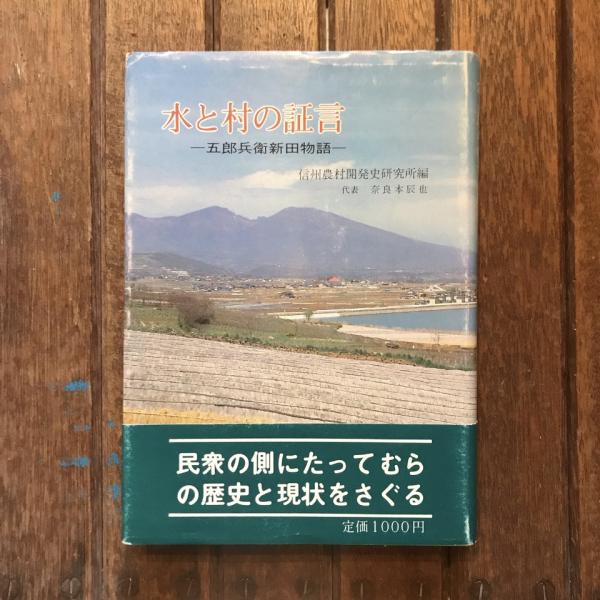 水と村の証言
―五郎兵衛新田物語―
信州農村開発史研究所編
代表 奈良本辰也
民衆の側にたってむら
の歴史と現状をさぐる
定価1000円